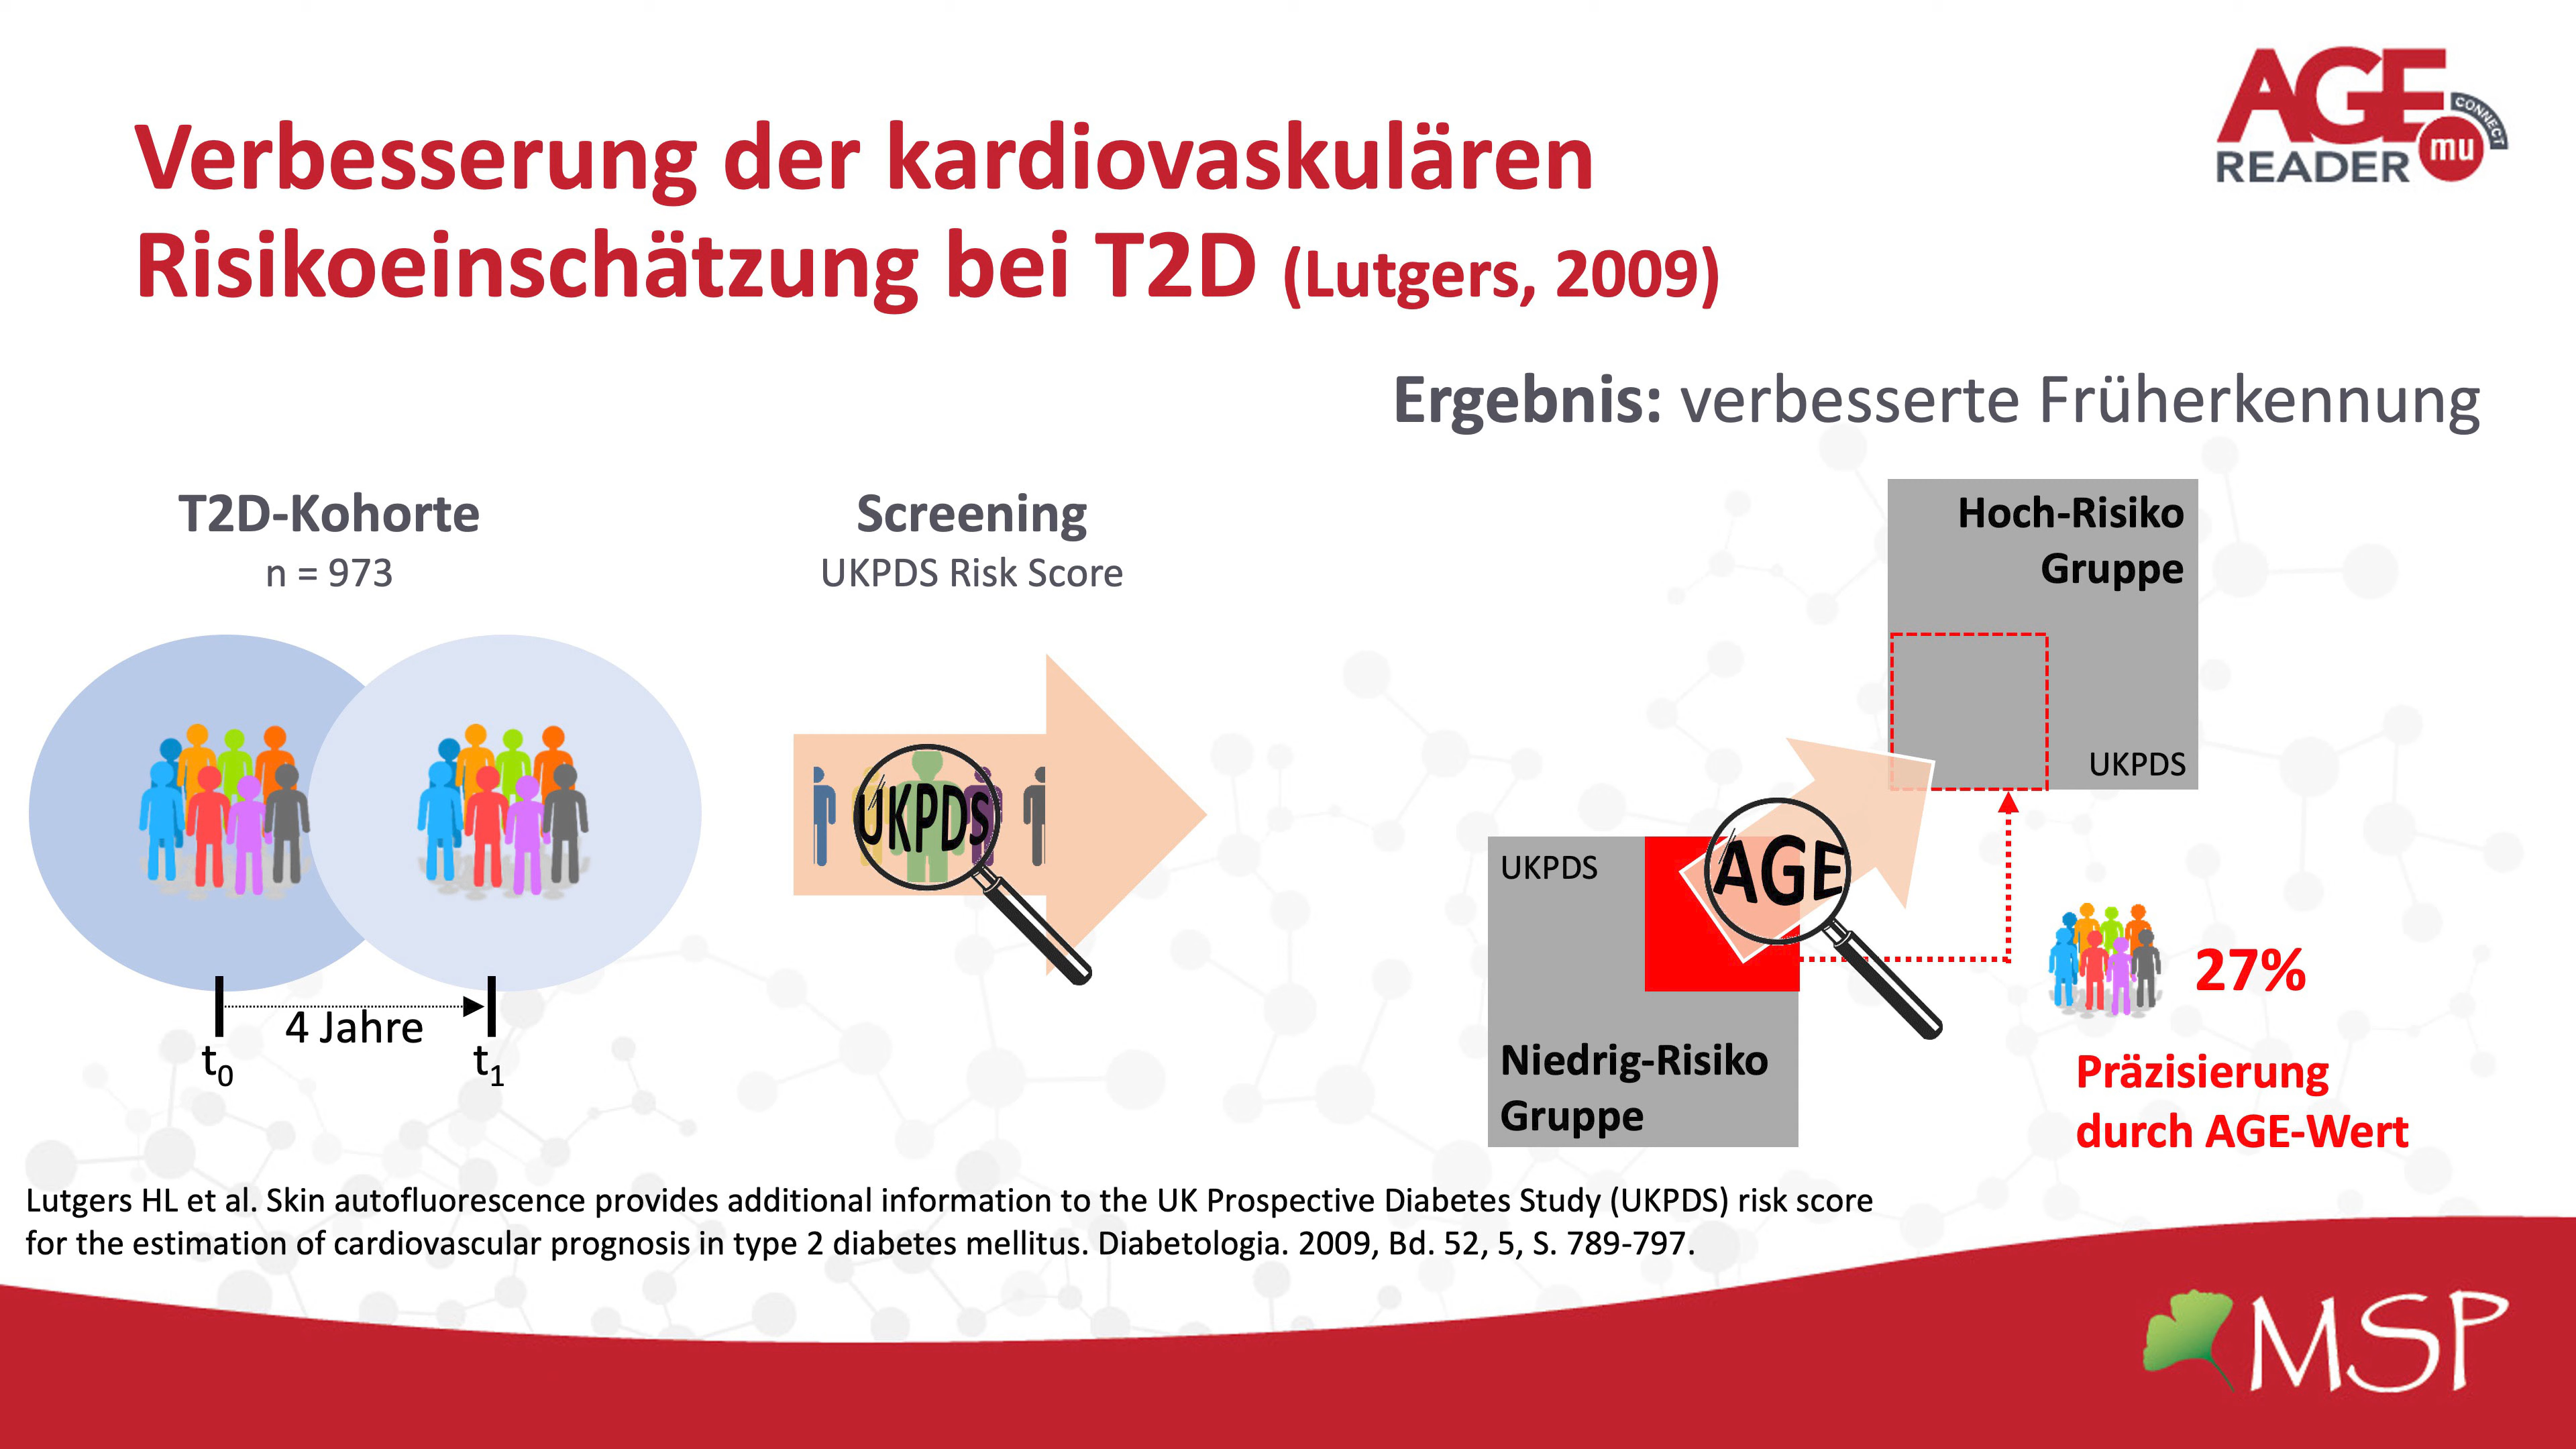 AGE
READER
mu
CONNECT
Verbesserung der kardiovaskulären
Risikoeinschätzung bei T2D (Lutgers, 2009)
Ergebnis: verbesserte Früherkennung
T2D-Kohorte
n = 973
Screening
UKPDS Risk Score
UKPDS
4 Jahre
t0
t1
Hoch-Risiko
Gruppe
UKPDS
UKPDS
AGE
Niedrig-Risiko
Gruppe
27%
Präzisierung
durch AGE-Wert
Lutgers HL et al. Skin autofluorescence provides additional information to the UK Prospective Diabetes Study (UKPDS) risk score
for the estimation of cardiovascular prognosis in type 2 diabetes mellitus. Diabetologia. 2009, Bd. 52, 5, S. 789-797.
MSP